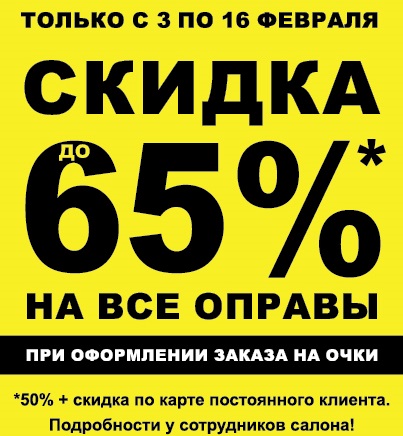 ТОЛЬКО С 3 ПО 16 ФЕВРАЛЯ
СКИДКА
ДО
65%*
НА ВСЕ ОПРАВЫ
ПРИ ОФОРМЛЕНИИ ЗАКАЗА НА ОЧКИ
*50% + скидка по карте постоянного клиента.
Подробности у сотрудников салона!